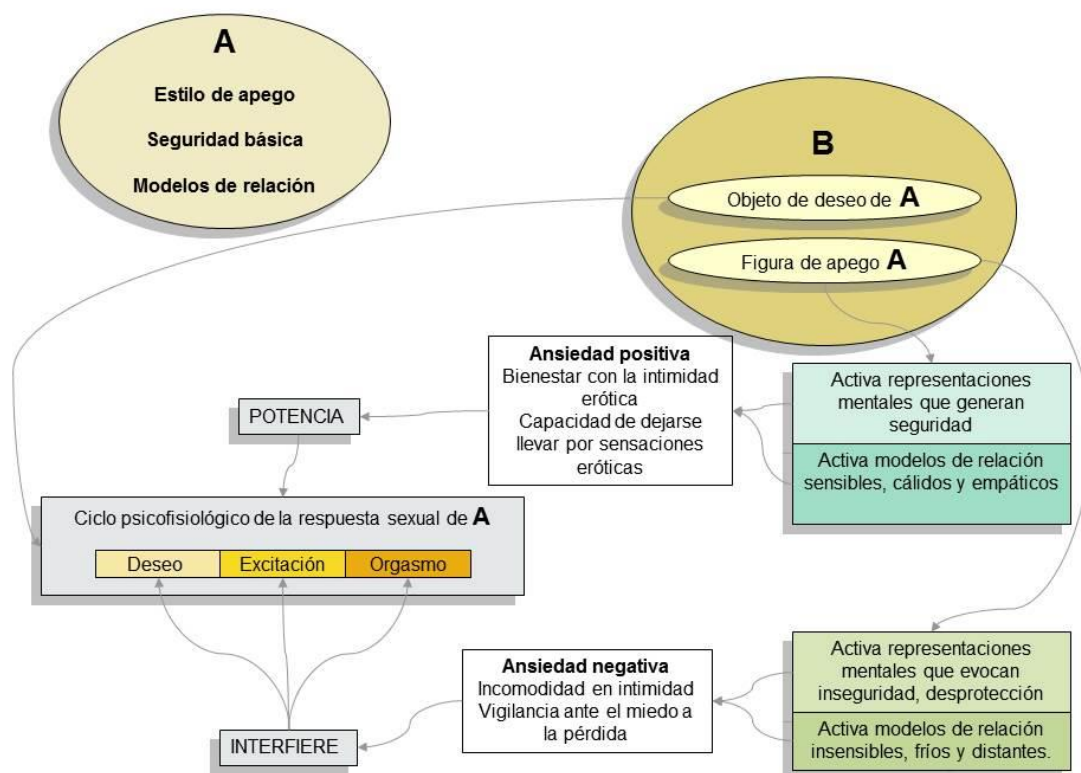 A
Estilo de apego
Seguridad básica
Modelos de relación
B
Objeto de deseo de A
Figura de apego A
Ansiedad positiva
Bienestar con la intimidad
erótica
Capacidad de dejarse
llevar por sensaciones
eróticas
Activa representaciones
mentales que generan
seguridad
Activa modelos de relación
sensibles, cálidos y empáticos
POTENCIA
Ciclo psicofisiológico de la respuesta sexual de A
Deseo
Excitación
Orgasmo
Ansiedad negativa
Incomodidad en intimidad
Vigilancia ante el miedo a
la pérdida
Activa representaciones
mentales que evocan
inseguridad, desprotección
Activa modelos de relación
insensibles, fríos y distantes.
INTERFIERE